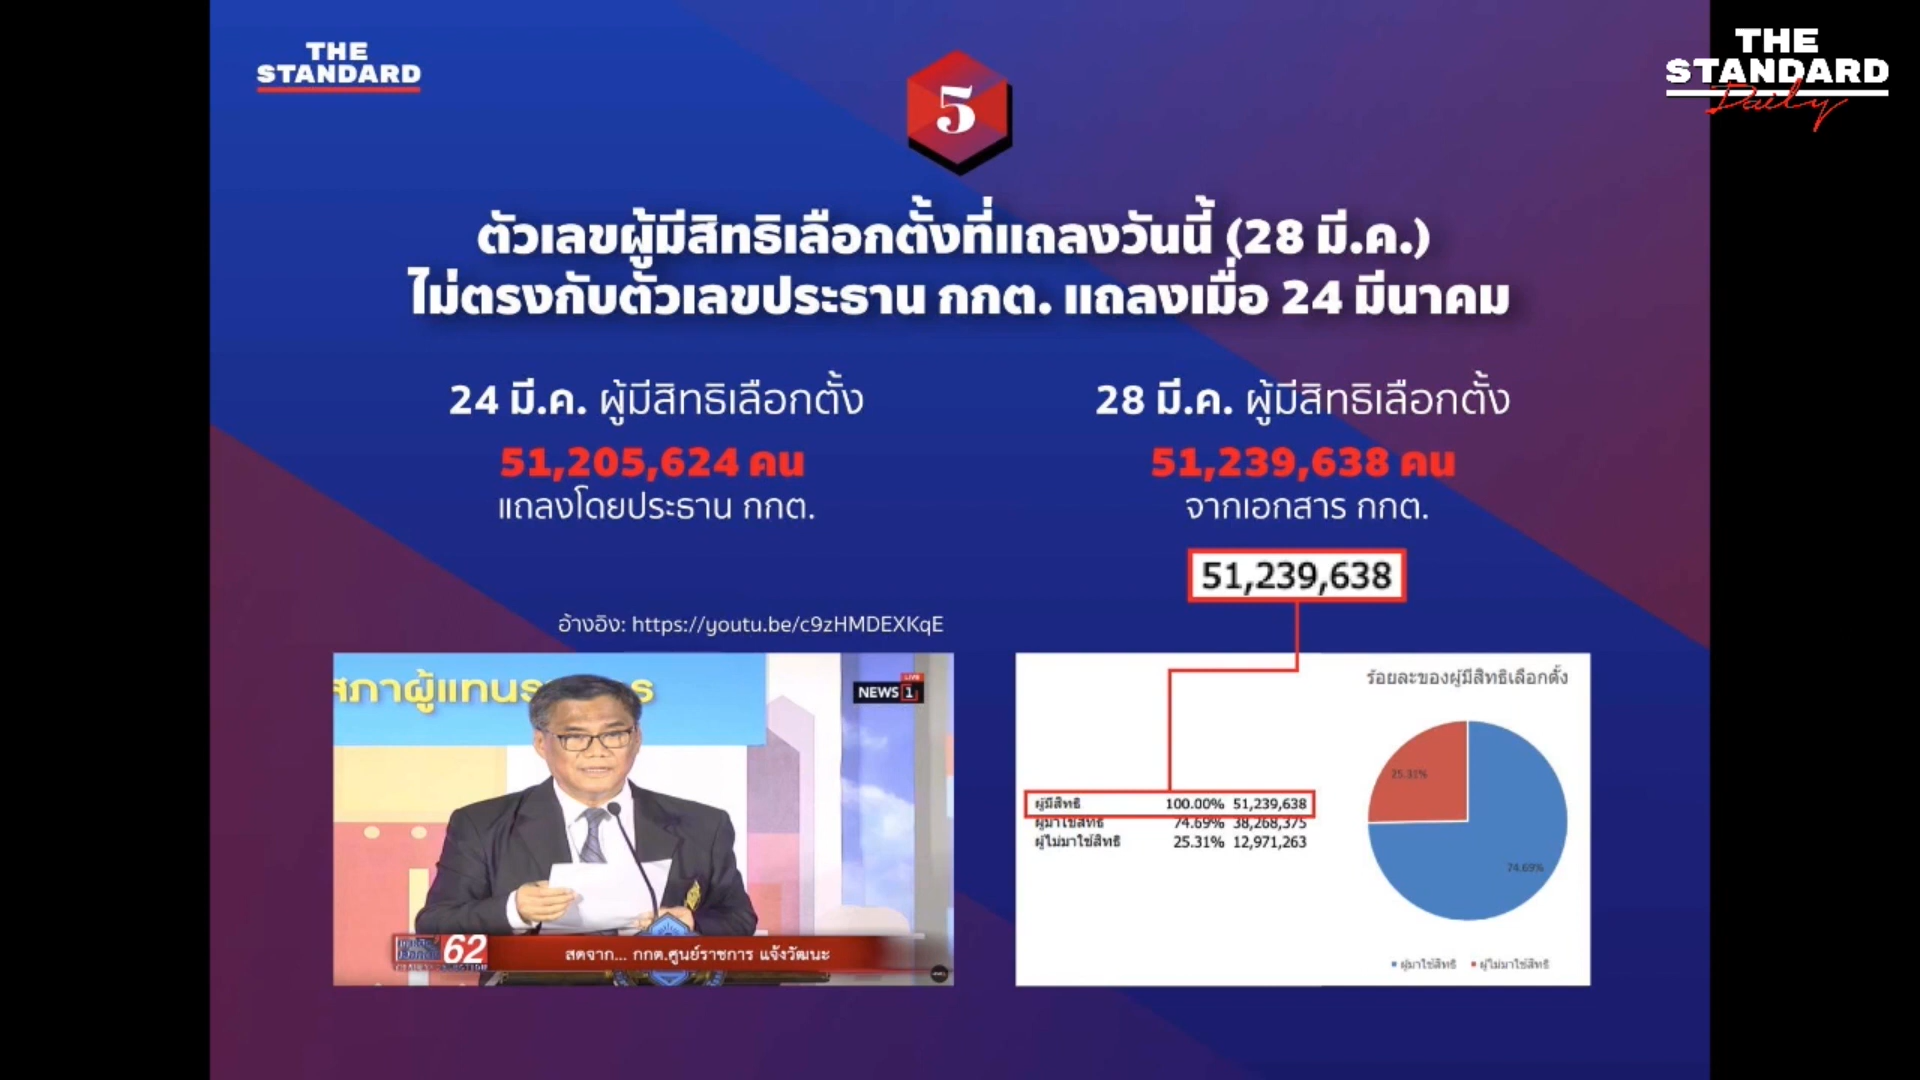 THE
STANDARD
THE
STANDARD
Daily
5
ตัวเลขผู้มีสิทธิเลือกตั้งที่แถลงวันนี้ (28 มี.ค.)
ไม่ตรงกับตัวเลขประธาน กกต. แถลงเมื่อ 24 มีนาคม
24 มี.ค. ผู้มีสิทธิเลือกตั้ง
51,205,624 คน
แถลงโดยประธาน กกต.
28 มี.ค. ผู้มีสิทธิเลือกตั้ง
51,239,638 คน
จากเอกสาร กกต.
51,239,638
อ้างอิง: https://youtu.be/c9zHMDEXKqE
NEWS 1
LIVE
62
สดจาก... กกต.ศูนย์ราชการ แจ้งวัฒนะ
ร้อยละของผู้มีสิทธิเลือกตั้ง
ผู้มีสิทธิ 100.00% 51,239,638
ผู้มาใช้สิทธิ 74.69% 38,268,375
ผู้ไม่มาใช้สิทธิ 25.31% 12,971,263
25.31%
74.69%
ผู้มาใช้สิทธิ ผู้ไม่มาใช้สิทธิ